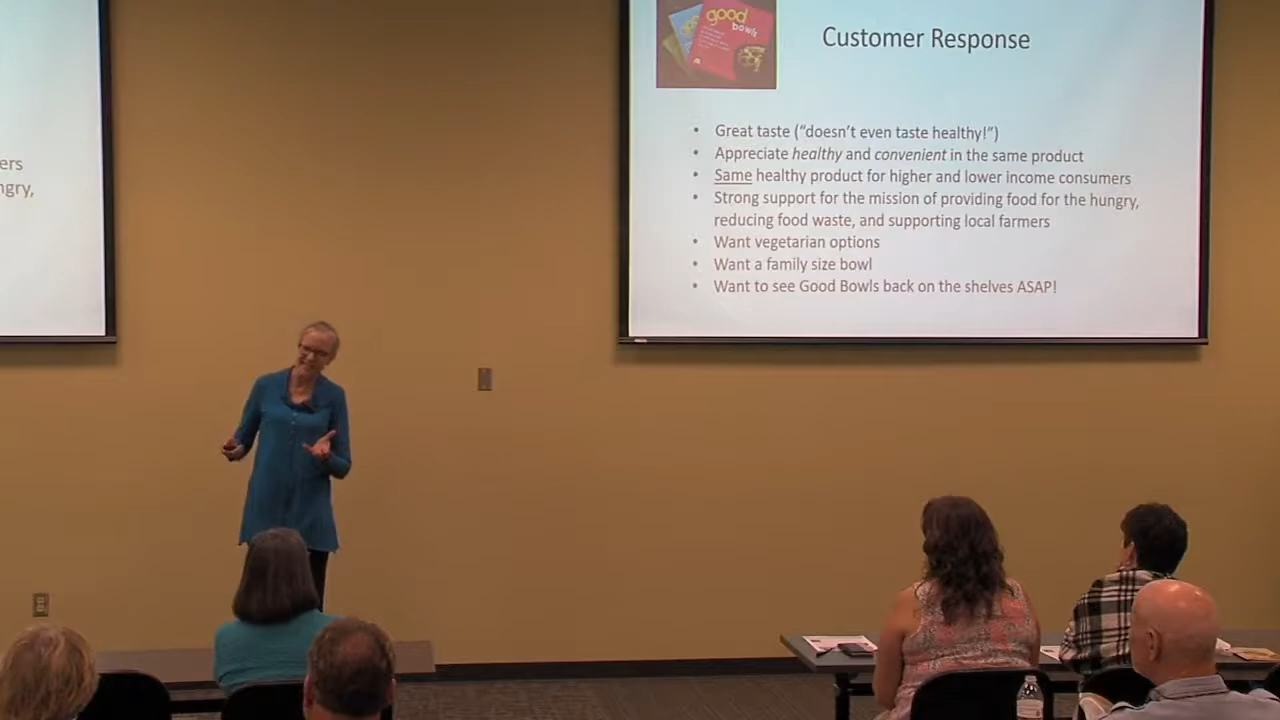 ers
ngry,
good
bowls
Customer Response
• Great taste (“doesn’t even taste healthy!”)
• Appreciate healthy and convenient in the same product
• Same healthy product for higher and lower income consumers
• Strong support for the mission of providing food for the hungry,
reducing food waste, and supporting local farmers
• Want vegetarian options
• Want a family size bowl
• Want to see Good Bowls back on the shelves ASAP!